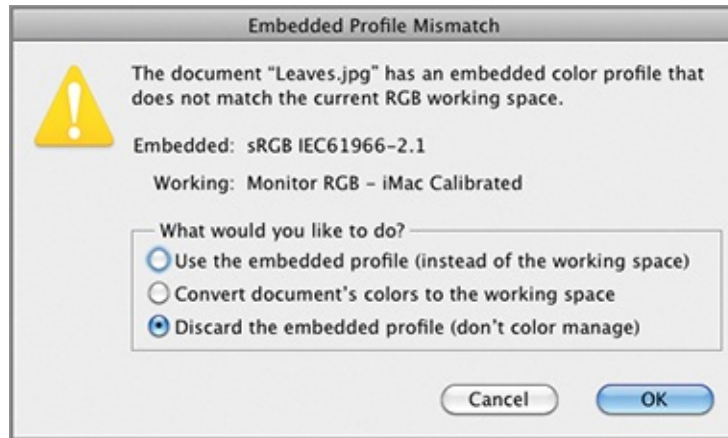 Embedded Profile Mismatch
The document “Leaves.jpg” has an embedded color profile that
does not match the current RGB working space.
Embedded: sRGB IEC61966-2.1
Working: Monitor RGB – iMac Calibrated
What would you like to do?
Use the embedded profile (instead of the working space)
Convert document’s colors to the working space
Discard the embedded profile (don’t color manage)
Cancel OK